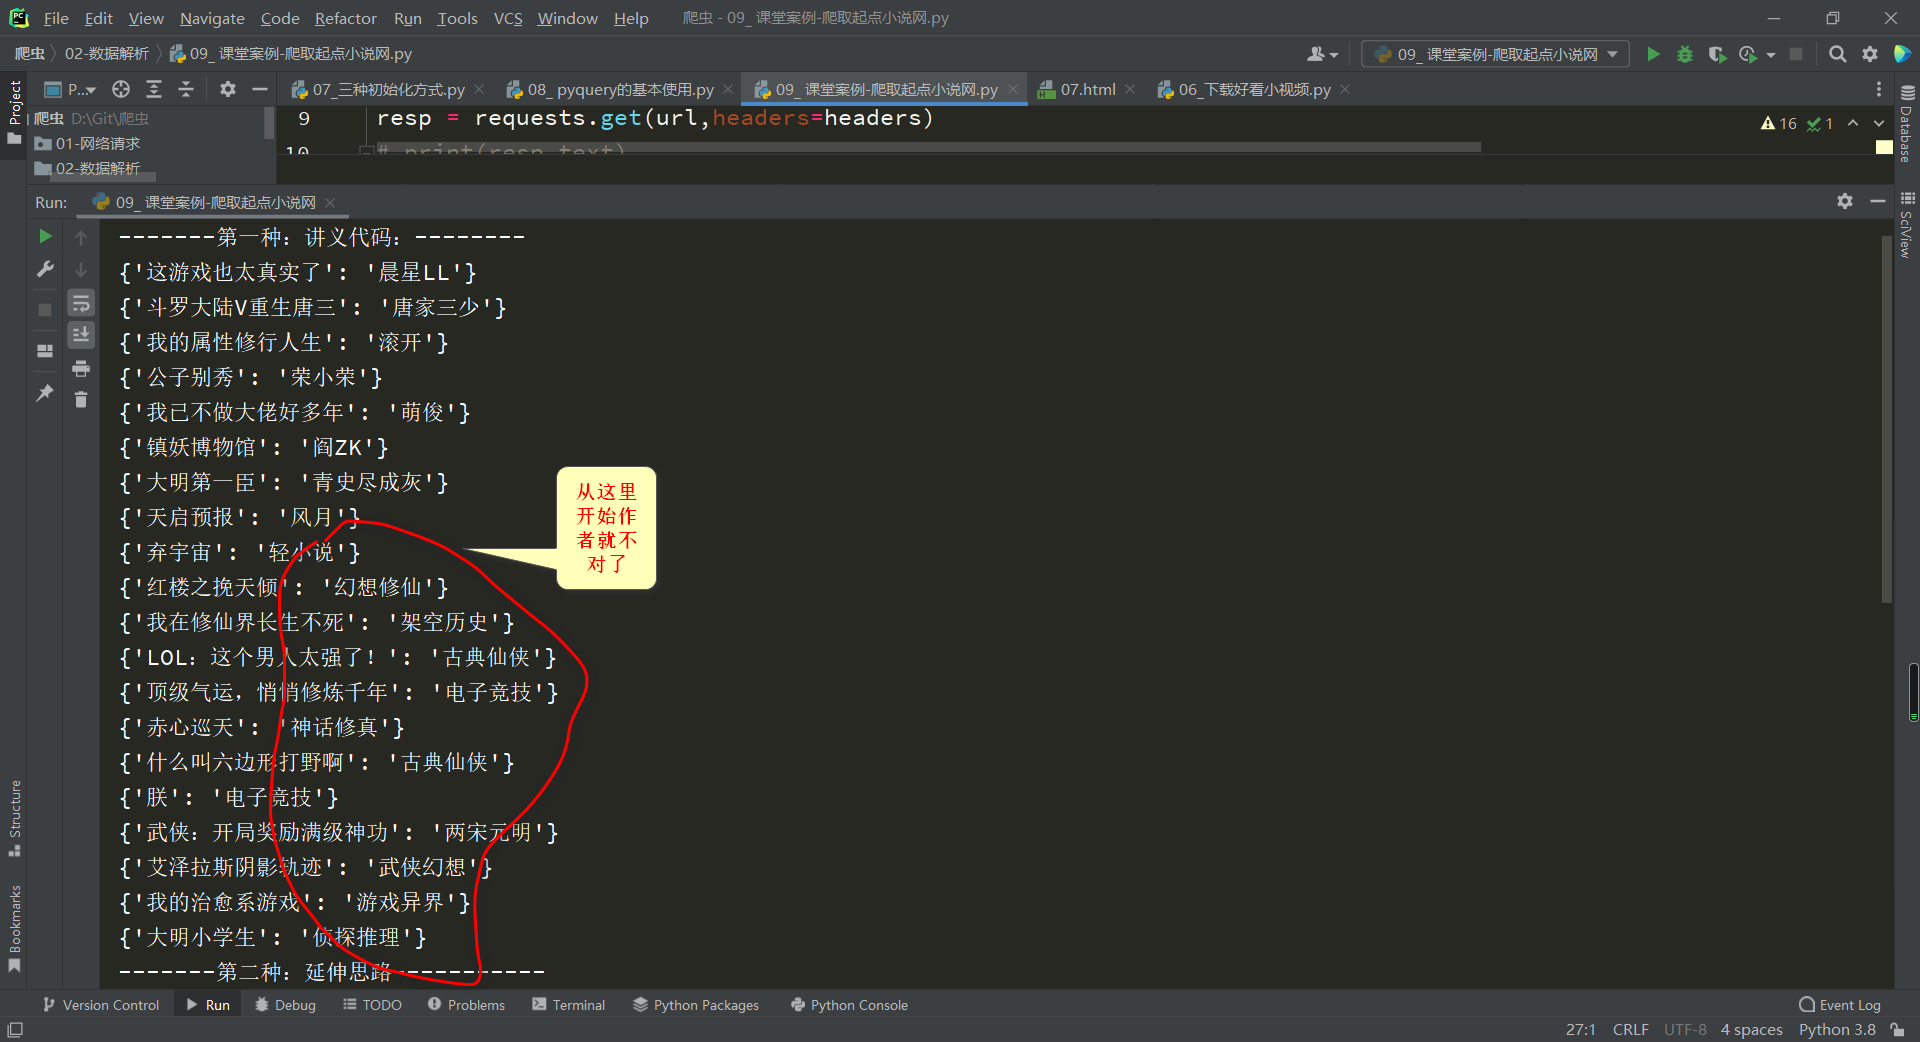 File Edit View Navigate Code Refactor Run Tools VCS Window Help 爬虫 - 09_ 课堂案例-爬取起点小说网.py
爬虫 02-数据解析 09_ 课堂案例-爬取起点小说网.py 09_ 课堂案例-爬取起点小说网
Project P... 07_三种初始化方式.py 08_ pyquery的基本使用.py 09_ 课堂案例-爬取起点小说网.py 07.html 06_下载好看小视频.py
爬虫 D:\Git\爬虫
01-网络请求
02-数据解析
9 resp = requests.get(url,headers=headers)
10 # print(resp.text)
16 1
Database
SciView
Run: 09_ 课堂案例-爬取起点小说网
-------第一种：讲义代码：--------
{'这游戏也太真实了': '晨星LL'}
{'斗罗大陆V重生唐三': '唐家三少'}
{'我的属性修行人生': '滚开'}
{'公子别秀': '荣小荣'}
{'我已不做大佬好多年': '萌俊'}
{'镇妖博物馆': '阎ZK'}
{'大明第一臣': '青史尽成灰'}
{'天启预报': '风月'}
{'弃宇宙': '轻小说'}
{'红楼之挽天倾': '幻想修仙'}
{'我在修仙界长生不死': '架空历史'}
{'LOL：这个男人太强了！': '古典仙侠'}
{'顶级气运，悄悄修炼千年': '电子竞技'}
{'赤心巡天': '神话修真'}
{'什么叫六边形打野啊': '古典仙侠'}
{'朕': '电子竞技'}
{'武侠：开局奖励满级神功': '两宋元明'}
{'艾泽拉斯阴影轨迹': '武侠幻想'}
{'我的治愈系游戏': '游戏异界'}
{'大明小学生': '侦探推理'}
-------第二种：延伸思路-----------
从这里
开始作
者就不
对了
Structure
Bookmarks
Version Control Run Debug TODO Problems Terminal Python Packages Python Console Event Log
27:1 CRLF UTF-8 4 spaces Python 3.8